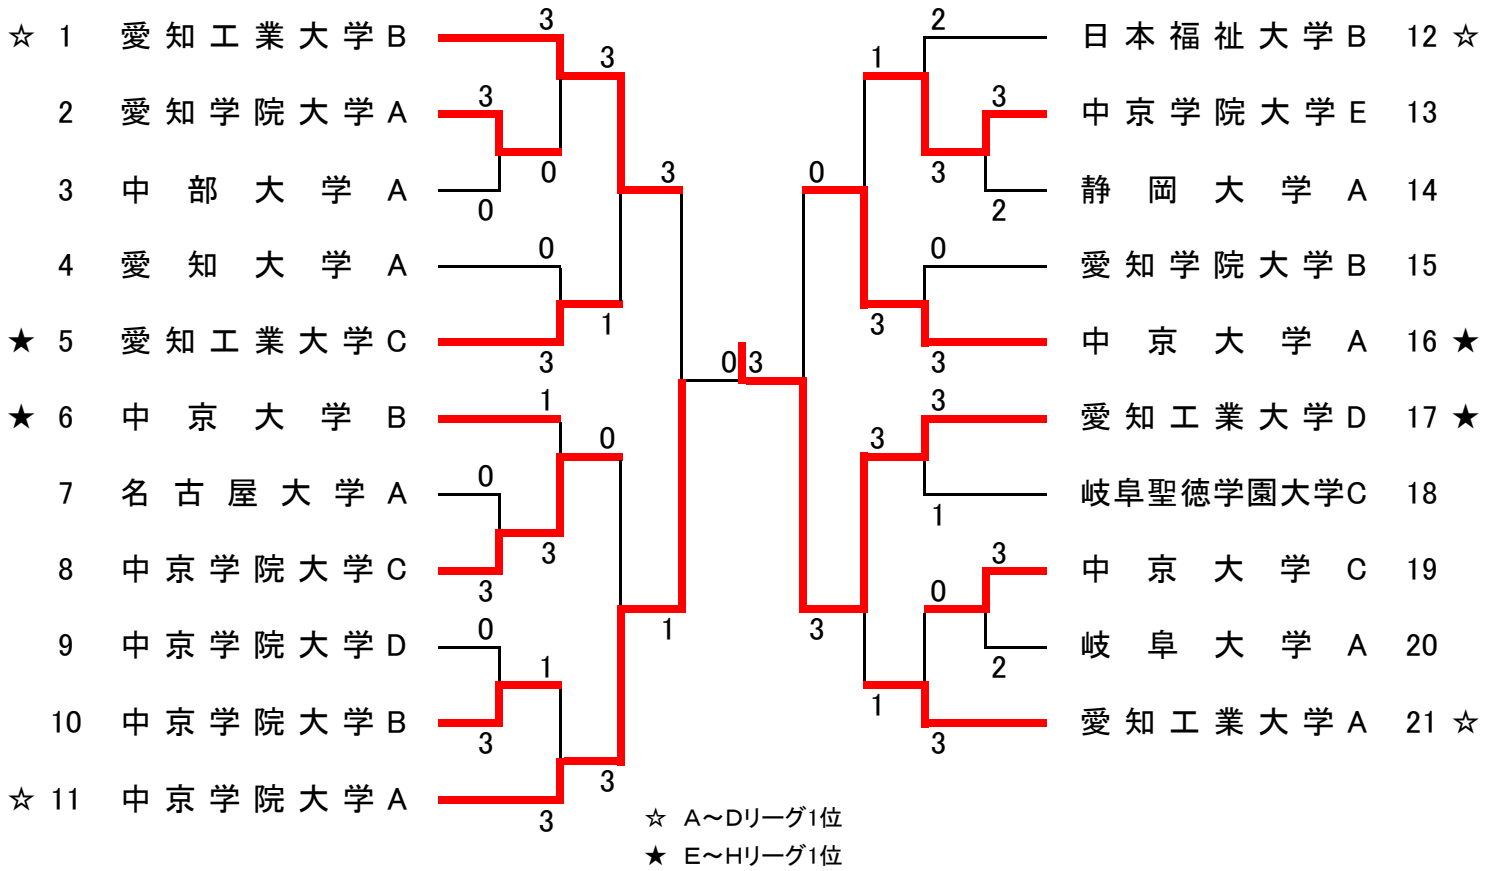 ☆ 1 愛知工業大学B
2 愛知学院大学A
3 中部大学A
4 愛知大学A
★ 5 愛知工業大学C
★ 6 中京大学B
7 名古屋大学A
8 中京学院大学C
9 中京学院大学D
10 中京学院大学B
☆ 11 中京学院大学A
3
3
3
0
0
3
0
1
3
1
0
0
3
3
0
1
3
3
3
1
0 3
0
3
2
1
3
3
2
0
3
3
3
3
1
3
0
2
1
3
日本福祉大学B 12 ☆
中京学院大学E 13
静岡大学A 14
愛知学院大学B 15
中京大学A 16 ★
愛知工業大学D 17 ★
岐阜聖徳学園大学C 18
中京大学C 19
岐阜大学A 20
愛知工業大学A 21 ☆
☆ A～Dリーグ1位
★ E～Hリーグ1位